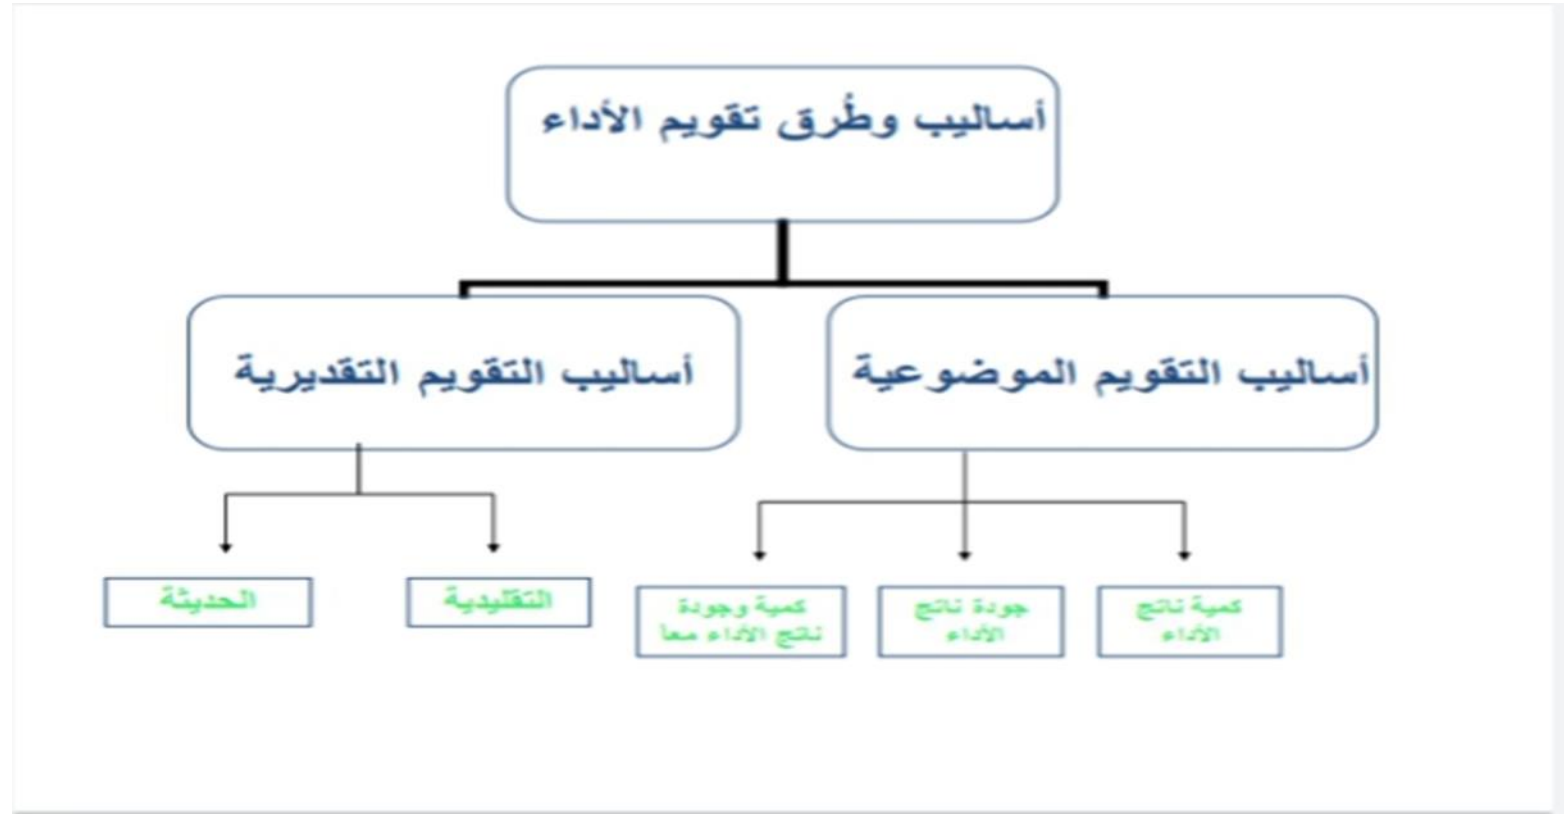 أساليب وطُرق تقويم الأداء
أساليب التقويم الموضوعية
أساليب التقويم التقديرية
كمية ناتج
الأداء
جودة ناتج
الأداء
كمية وجودة
ناتج الأداء معاً
التقليدية
الحديثة